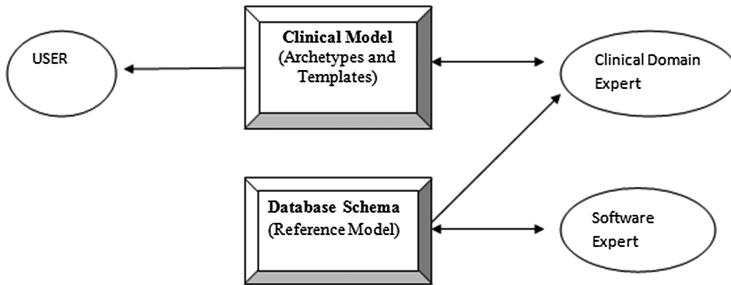 USER
Clinical Model
(Archetypes and
Templates)
Clinical Domain
Expert
Database Schema
(Reference Model)
Software
Expert